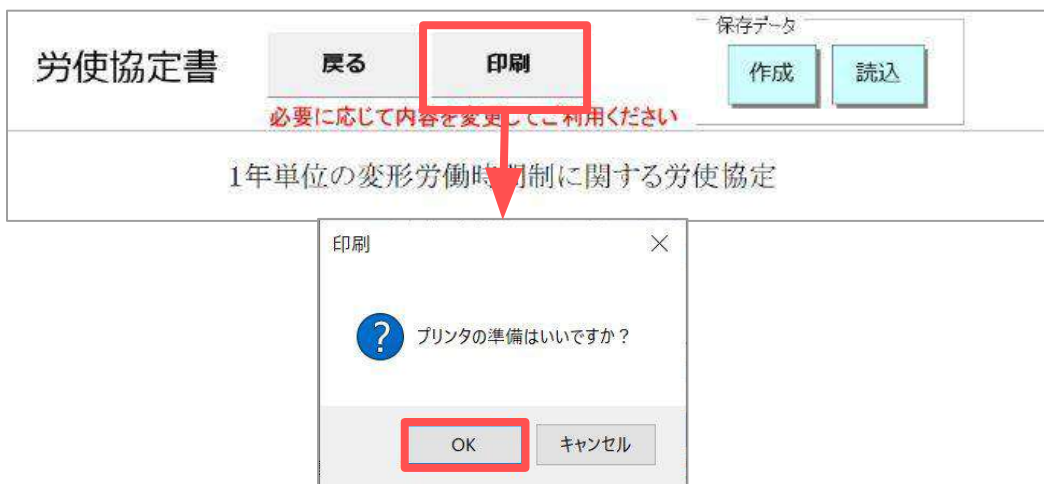 労使協定書
戻る
印刷
保存データ
作成
読込
必要に応じて内容を変更してご利用ください
1年単位の変形労働時間制に関する労使協定
印刷
プリンタの準備はいいですか?
OK
キャンセル